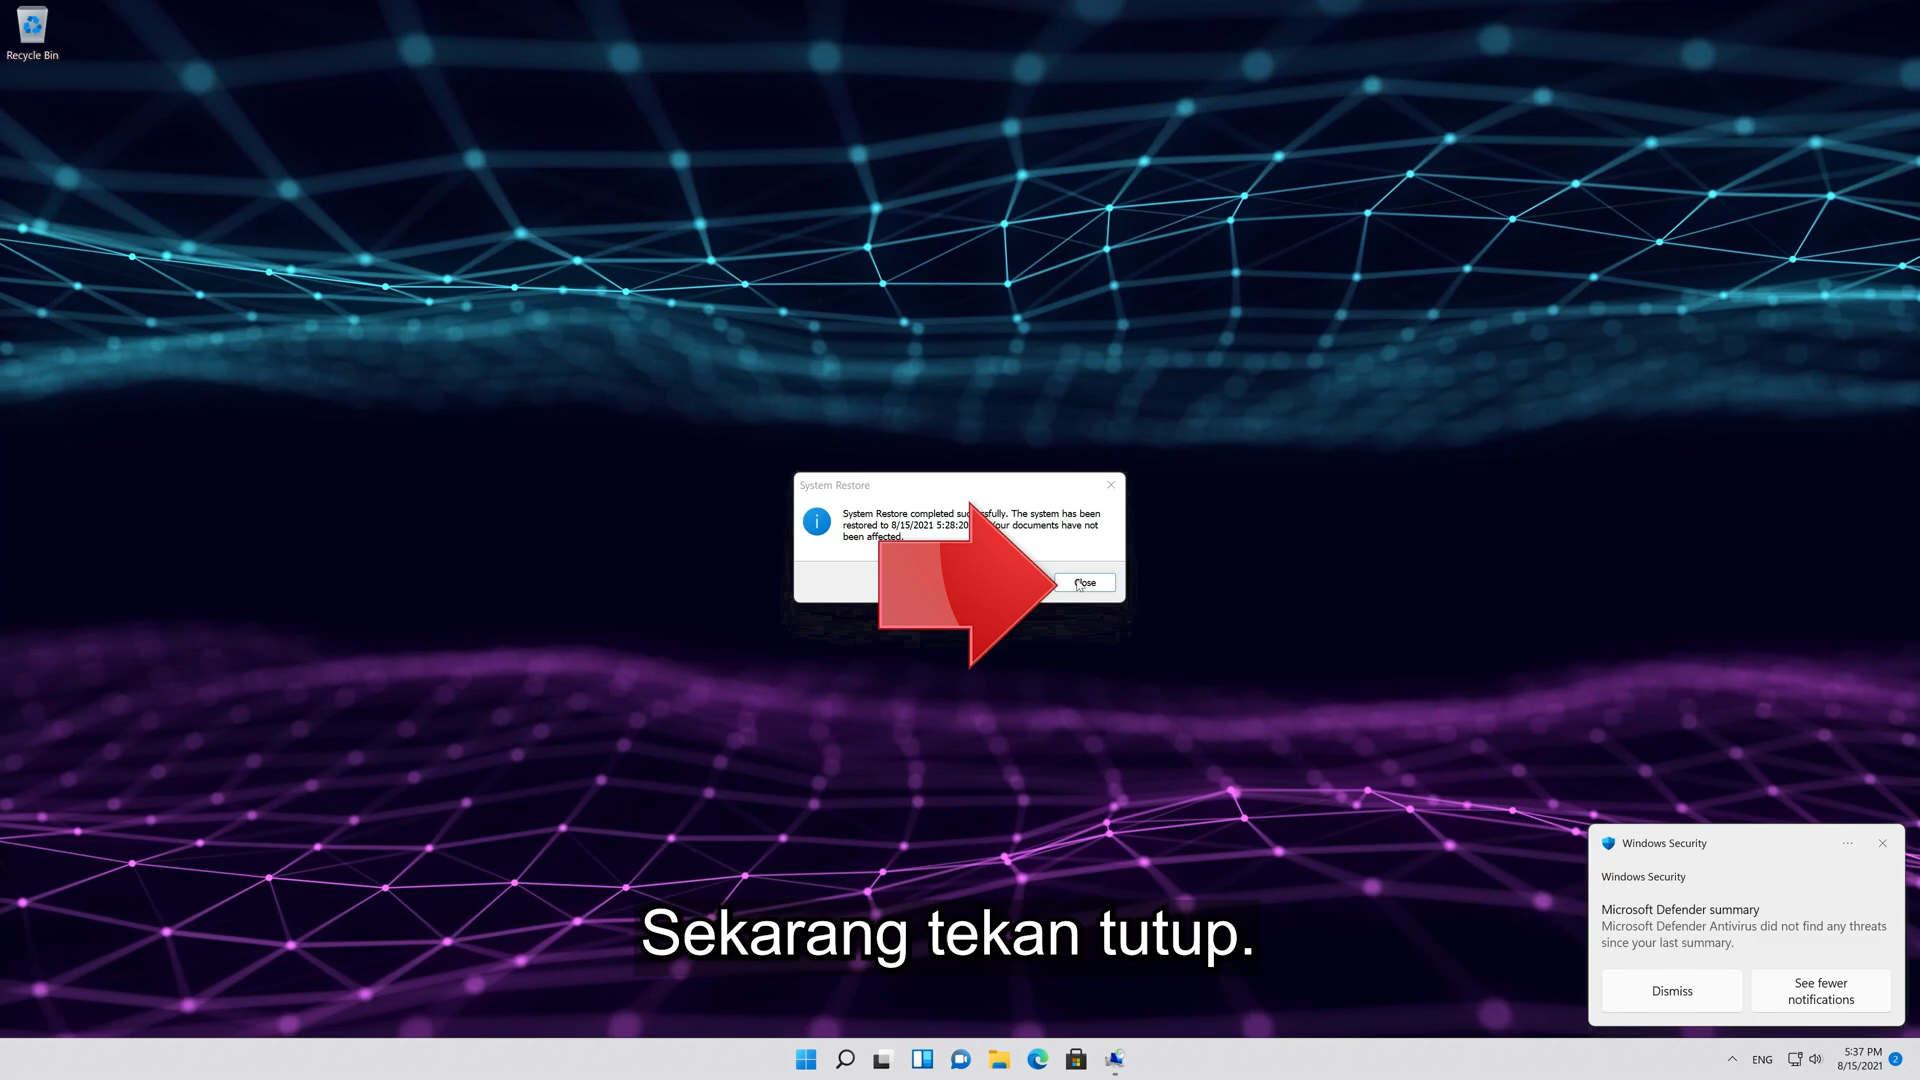 Recycle Bin
System Restore
System Restore completed The system has been
restored to 8/15/2021 5:28:20 our documents have not
been affected.
Close
Sekarang tekan tutup.
Windows Security
Windows Security
Microsoft Defender summary
Microsoft Defender Antivirus did not find any threats
since your last summary.
Dismiss
See fewer
notifications
ENG
5:37 PM
8/15/2021
2